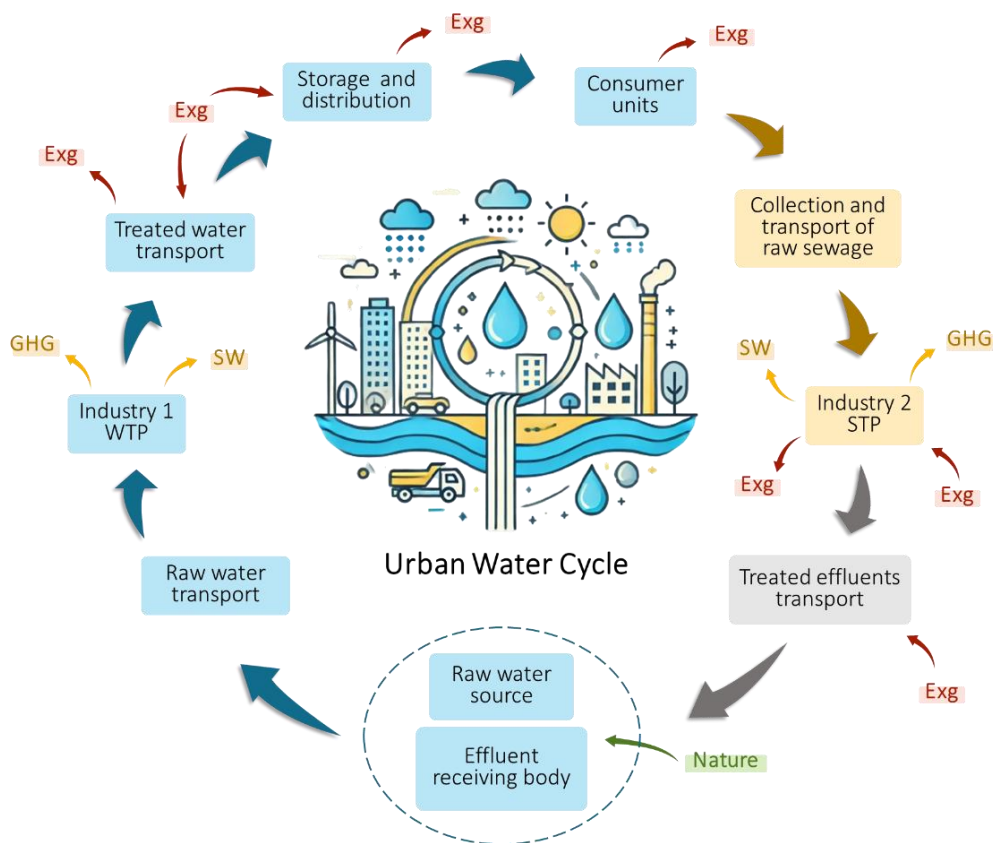 Exg
Exg
Storage and
distribution
Consumer
units
Exg
Exg
Treated water
transport
Collection and
transport of
raw sewage
GHG
SW
SW
GHG
Industry 1
WTP
Industry 2
STP
Exg
Exg
Urban Water Cycle
Raw water
transport
Treated effluents
transport
Raw water
source
Exg
Effluent
receiving body
Nature